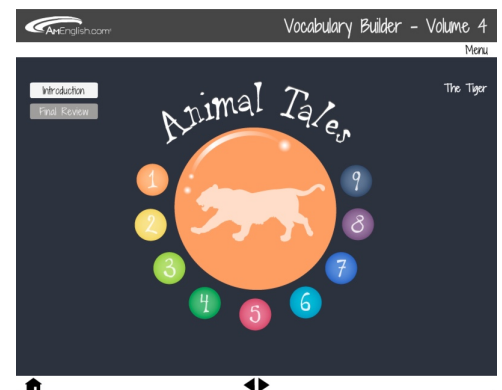 AmEnglish.com
Vocabulary Builder - Volume 4
Menu
Introduction
Final Review
The Tiger
Animal Tales
1
2
3
4
5
6
7
8
9